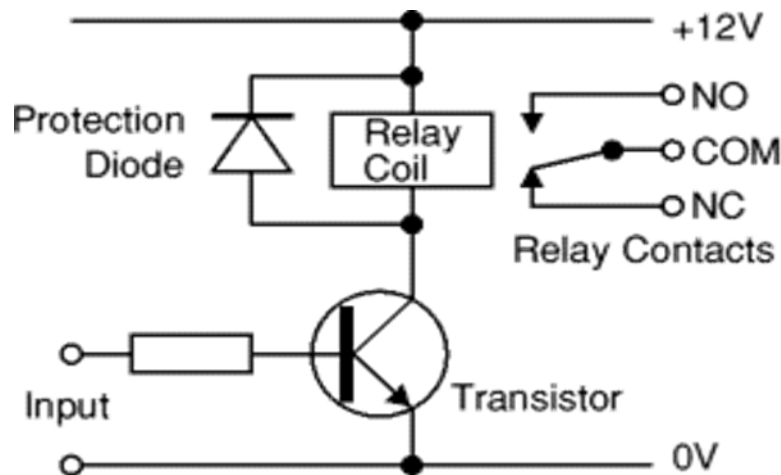 +12V
NO
Protection
Diode
Relay
Coil
COM
NC
Relay Contacts
Input
Transistor
0V